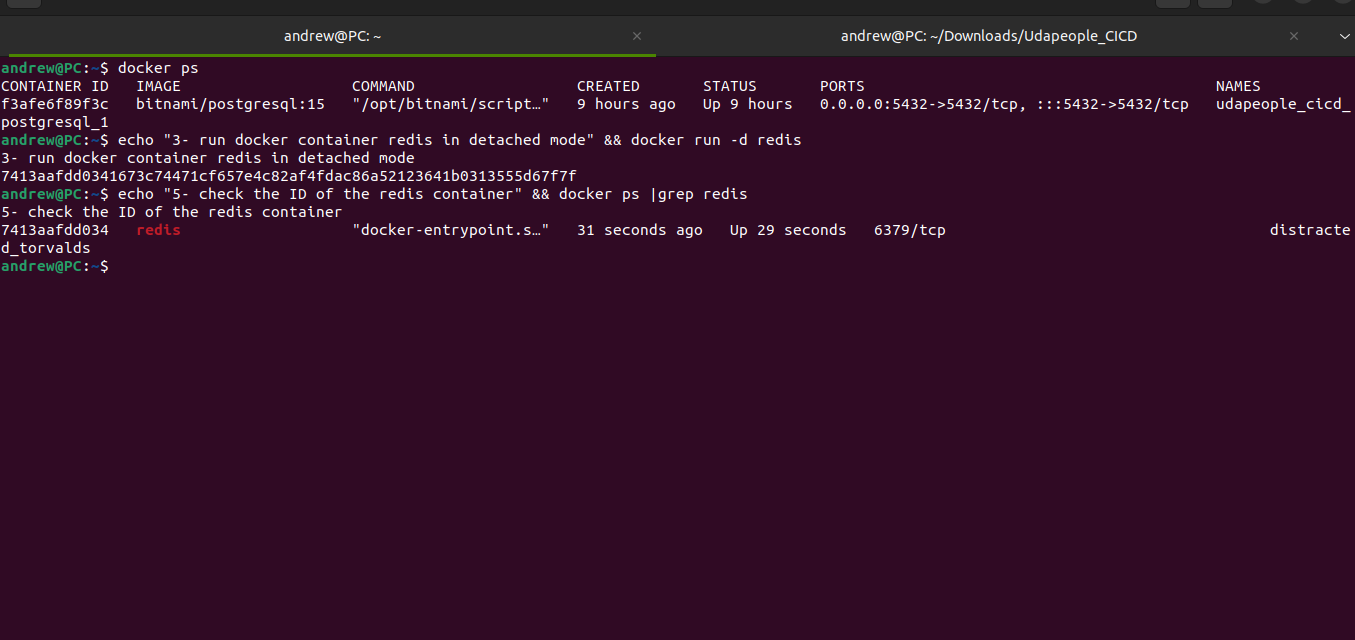 andrew@PC: ~ × andrew@PC: ~/Downloads/Udapeople_CICD ×
andrew@PC:~$ docker ps
CONTAINER ID   IMAGE                   COMMAND                  CREATED       STATUS       PORTS                                       NAMES
f3afe6f89f3c   bitnami/postgresql:15   "/opt/bitnami/script…"   9 hours ago   Up 9 hours   0.0.0.0:5432->5432/tcp, :::5432->5432/tcp   udapeople_cicd_
postgresql_1
andrew@PC:~$ echo "3- run docker container redis in detached mode" && docker run -d redis
3- run docker container redis in detached mode
7413aafdd0341673c74471cf657e4c82af4fdac86a52123641b0313555d67f7f
andrew@PC:~$ echo "5- check the ID of the redis container" && docker ps |grep redis
5- check the ID of the redis container
7413aafdd034   redis                   "docker-entrypoint.s…"   31 seconds ago   Up 29 seconds   6379/tcp                                    distracte
d_torvalds
andrew@PC:~$